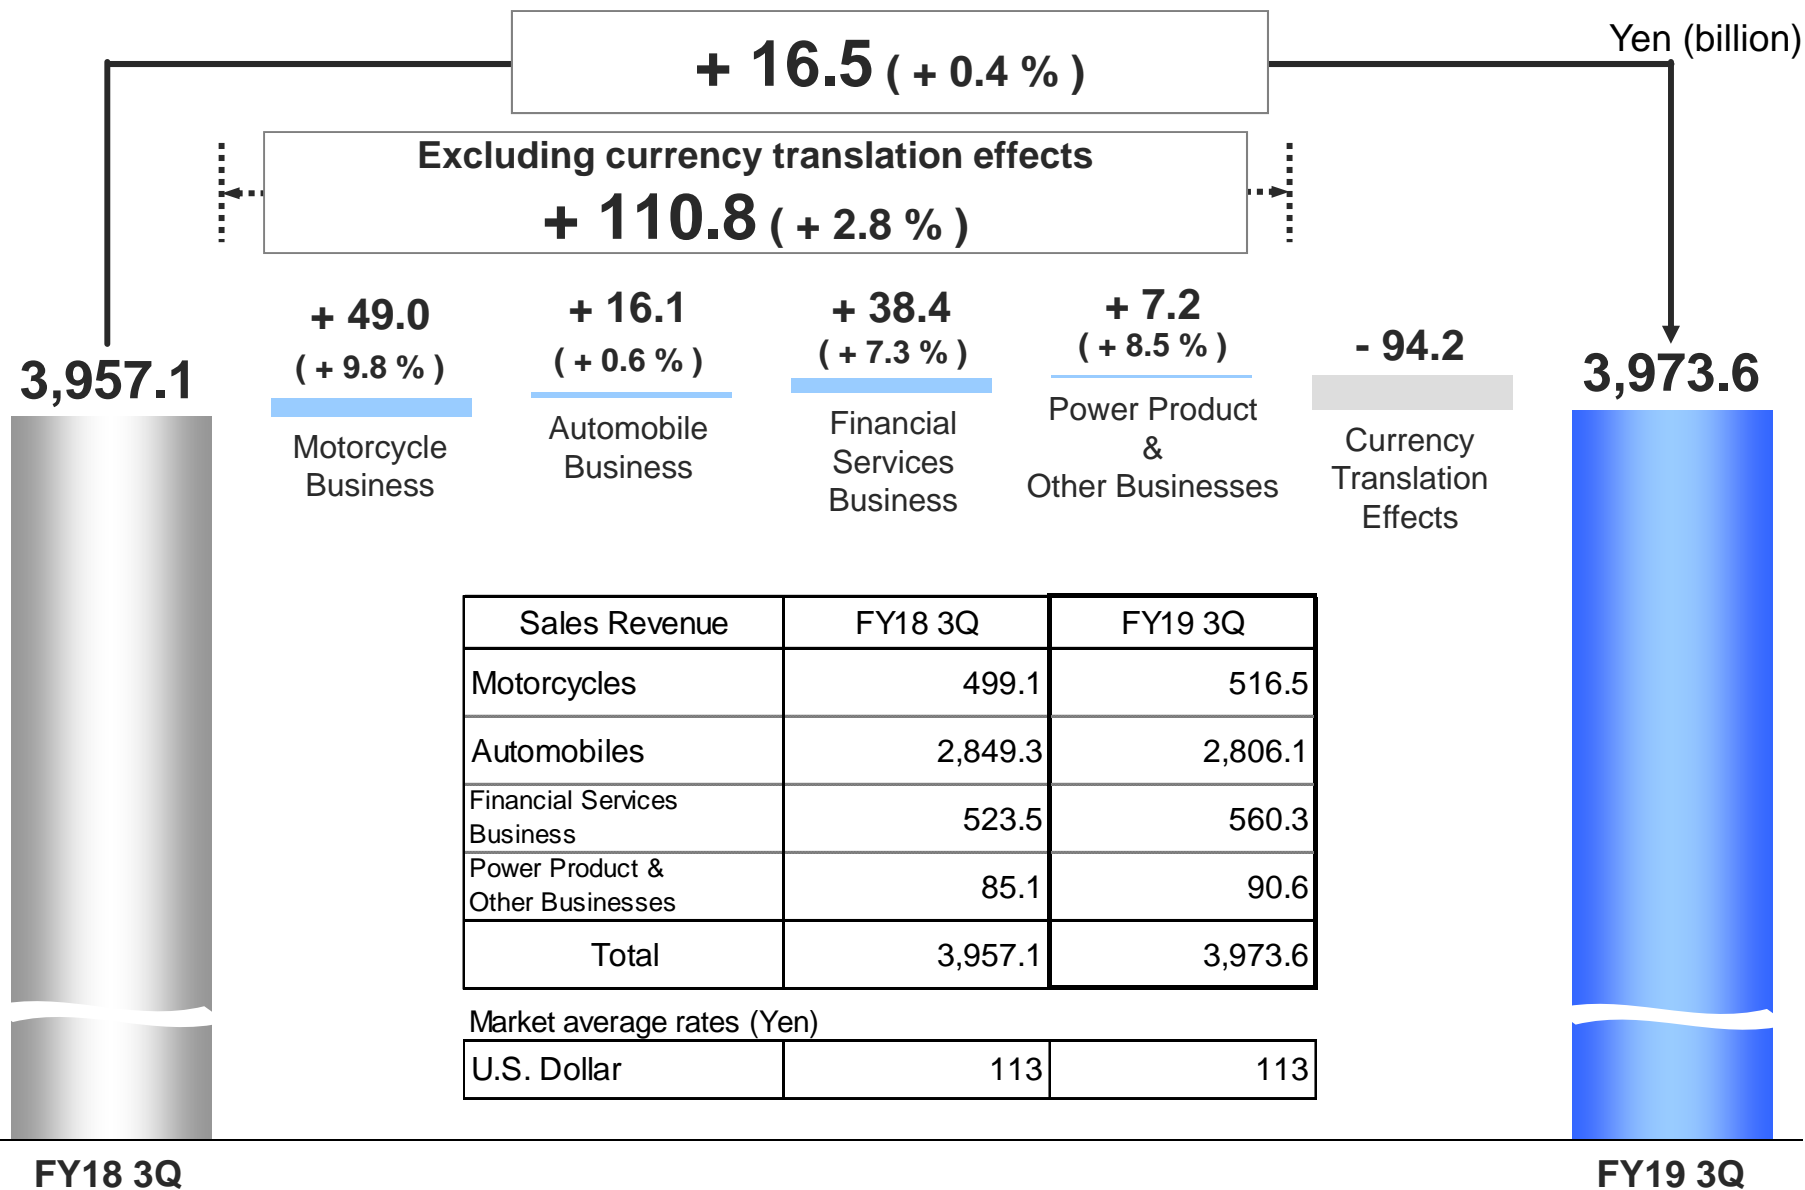 Yen (billion)
+ 16.5 ( + 0.4 % )
Excluding currency translation effects
+ 110.8 ( + 2.8 % )
3,957.1
+ 49.0
( + 9.8 % )
Motorcycle
Business
+ 16.1
( + 0.6 % )
Automobile
Business
+ 38.4
( + 7.3 % )
Financial
Services
Business
+ 7.2
( + 8.5 % )
Power Product
&
Other Businesses
- 94.2
Currency
Translation
Effects
3,973.6
Sales Revenue FY18 3Q FY19 3Q
Motorcycles 499.1 516.5
Automobiles 2,849.3 2,806.1
Financial Services
Business 523.5 560.3
Power Product &
Other Businesses 85.1 90.6
Total 3,957.1 3,973.6
Market average rates (Yen)
U.S. Dollar 113 113
FY18 3Q FY19 3Q